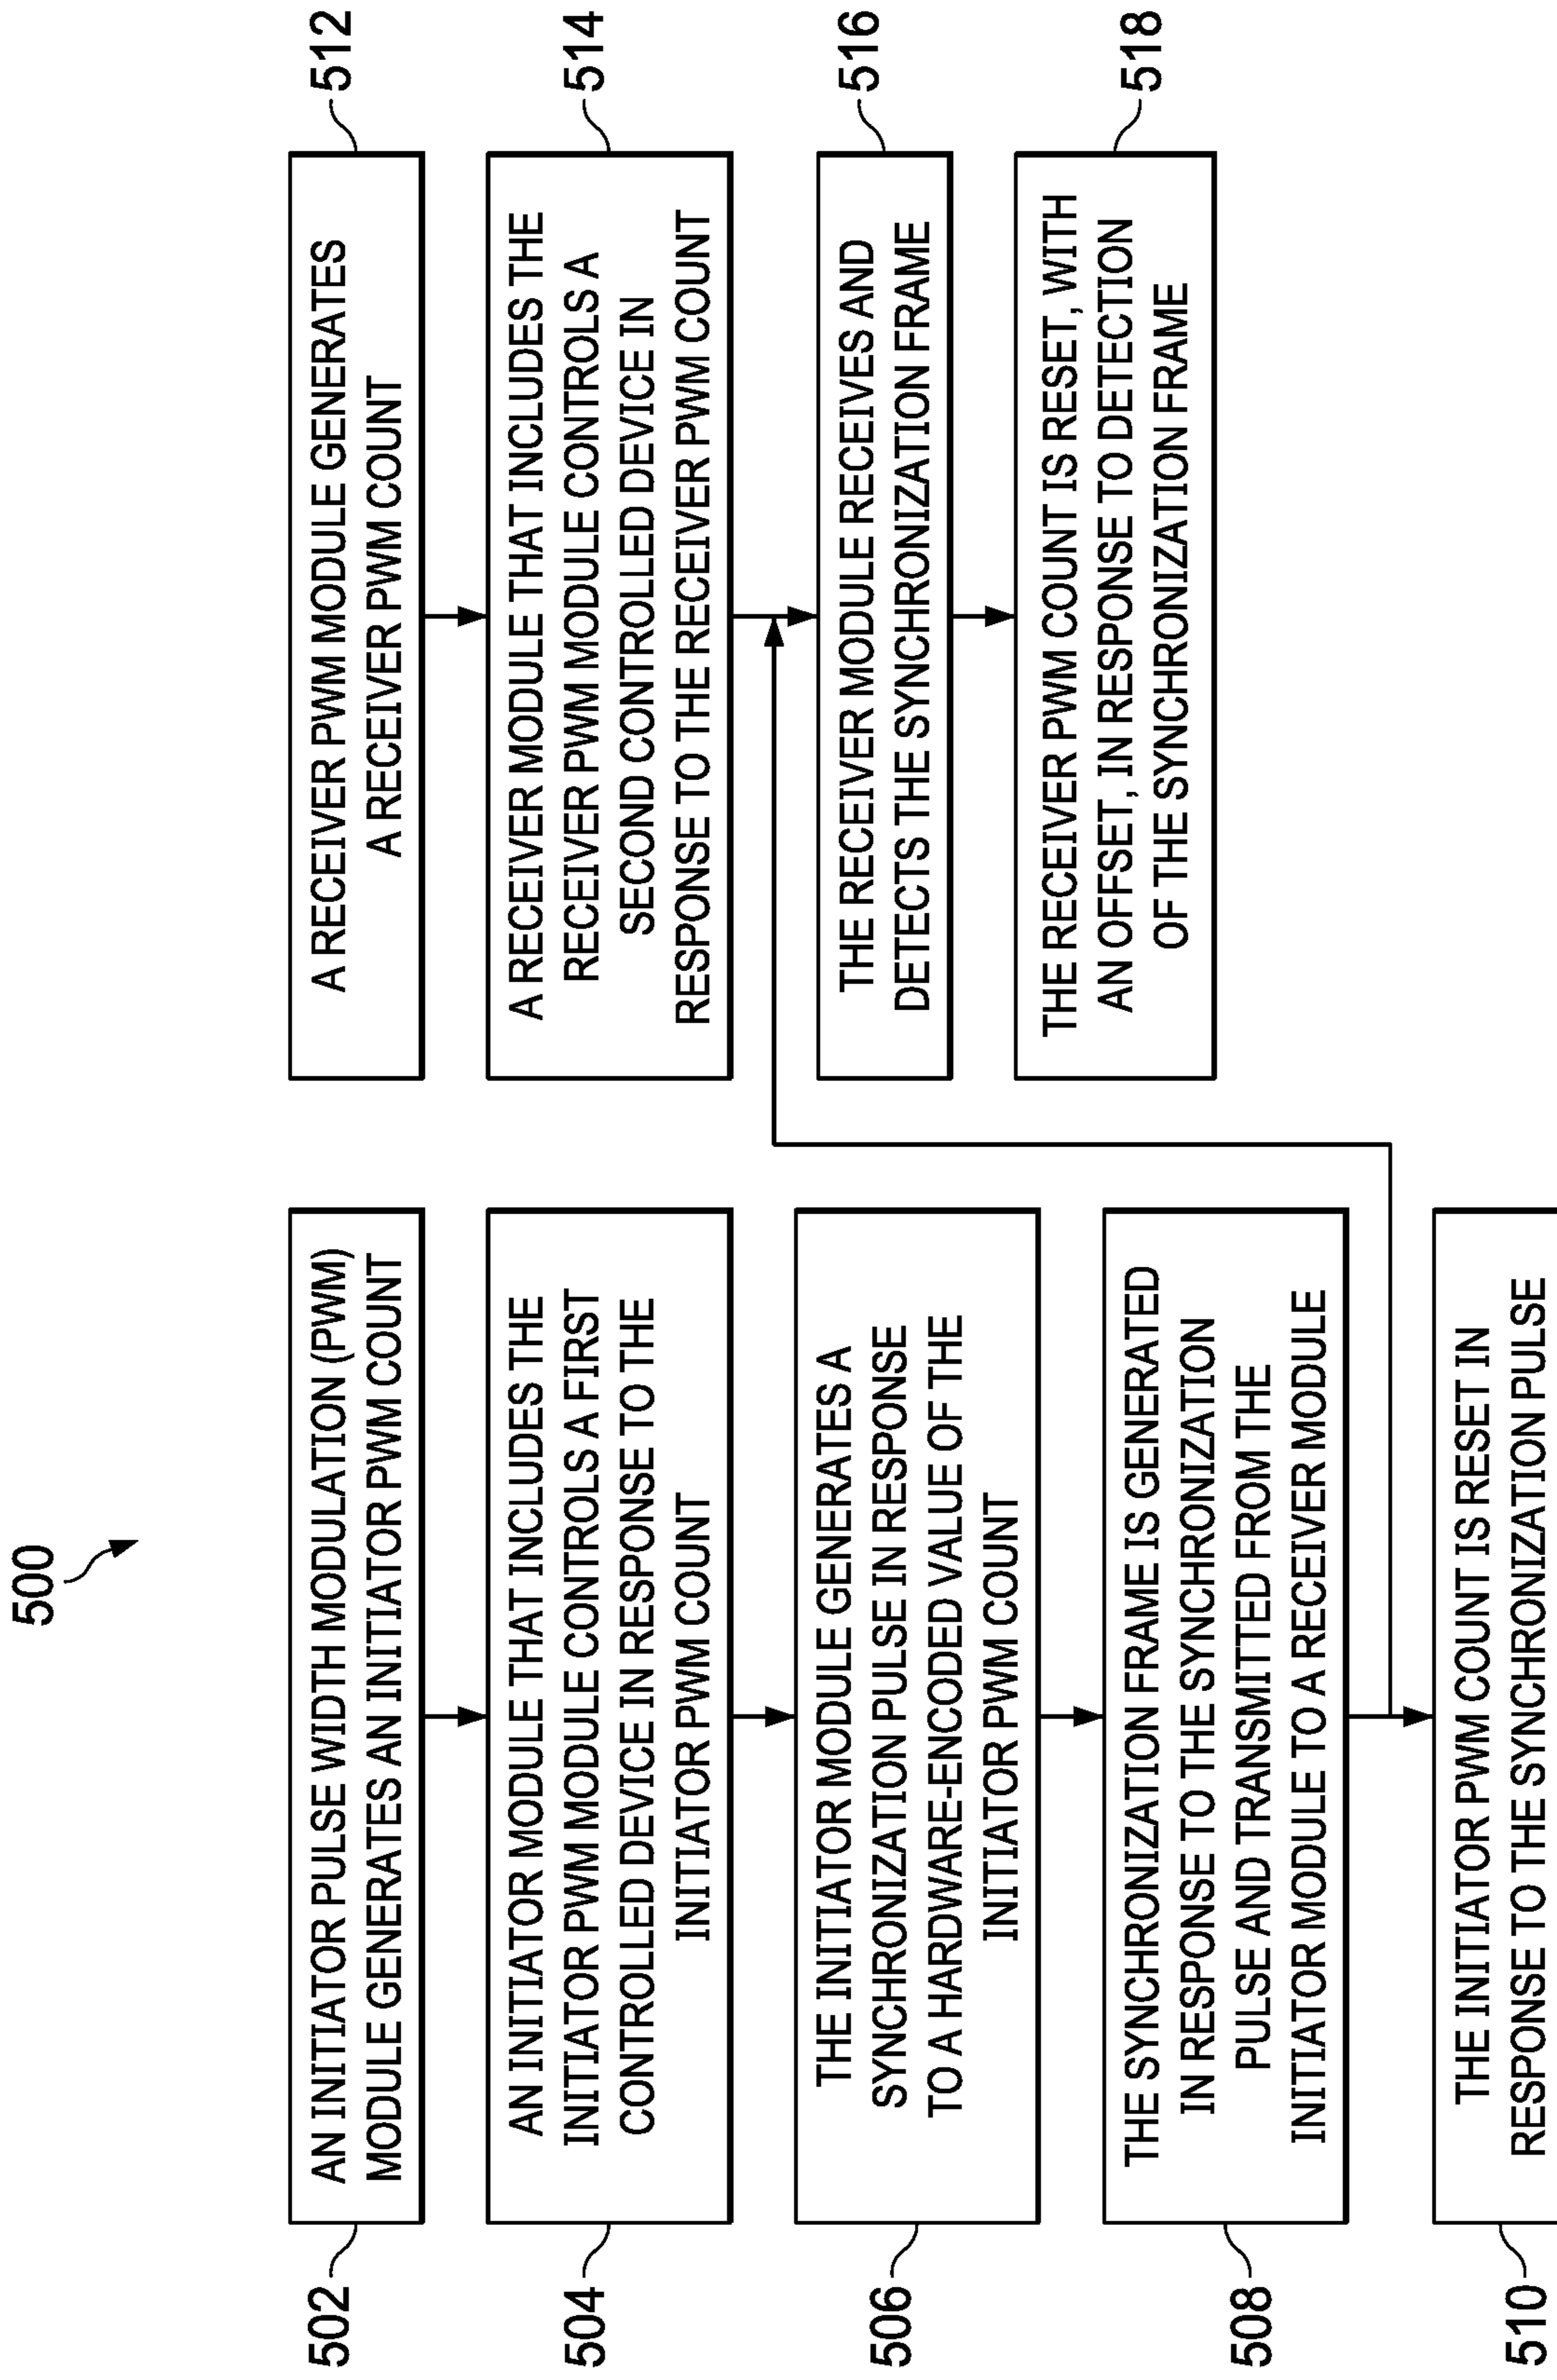 500
502
AN INITIATOR PULSE WIDTH MODULATION (PWM)
MODULE GENERATES AN INITIATOR PWM COUNT
504
AN INITIATOR MODULE THAT INCLUDES THE
INITIATOR PWM MODULE CONTROLS A FIRST
CONTROLLED DEVICE IN RESPONSE TO THE
INITIATOR PWM COUNT
506
THE INITIATOR MODULE GENERATES A
SYNCHRONIZATION PULSE IN RESPONSE
TO A HARDWARE-ENCODED VALUE OF THE
INITIATOR PWM COUNT
508
THE SYNCHRONIZATION FRAME IS GENERATED
IN RESPONSE TO THE SYNCHRONIZATION
PULSE AND TRANSMITTED FROM THE
INITIATOR MODULE TO A RECEIVER MODULE
510
THE INITIATOR PWM COUNT IS RESET IN
RESPONSE TO THE SYNCHRONIZATION PULSE
A RECEIVER PWM MODULE GENERATES
A RECEIVER PWM COUNT
512
A RECEIVER MODULE THAT INCLUDES THE
RECEIVER PWM MODULE CONTROLS A
SECOND CONTROLLED DEVICE IN
RESPONSE TO THE RECEIVER PWM COUNT
514
THE RECEIVER MODULE RECEIVES AND
DETECTS THE SYNCHRONIZATION FRAME
516
THE RECEIVER PWM COUNT IS RESET, WITH
AN OFFSET, IN RESPONSE TO DETECTION
OF THE SYNCHRONIZATION FRAME
518